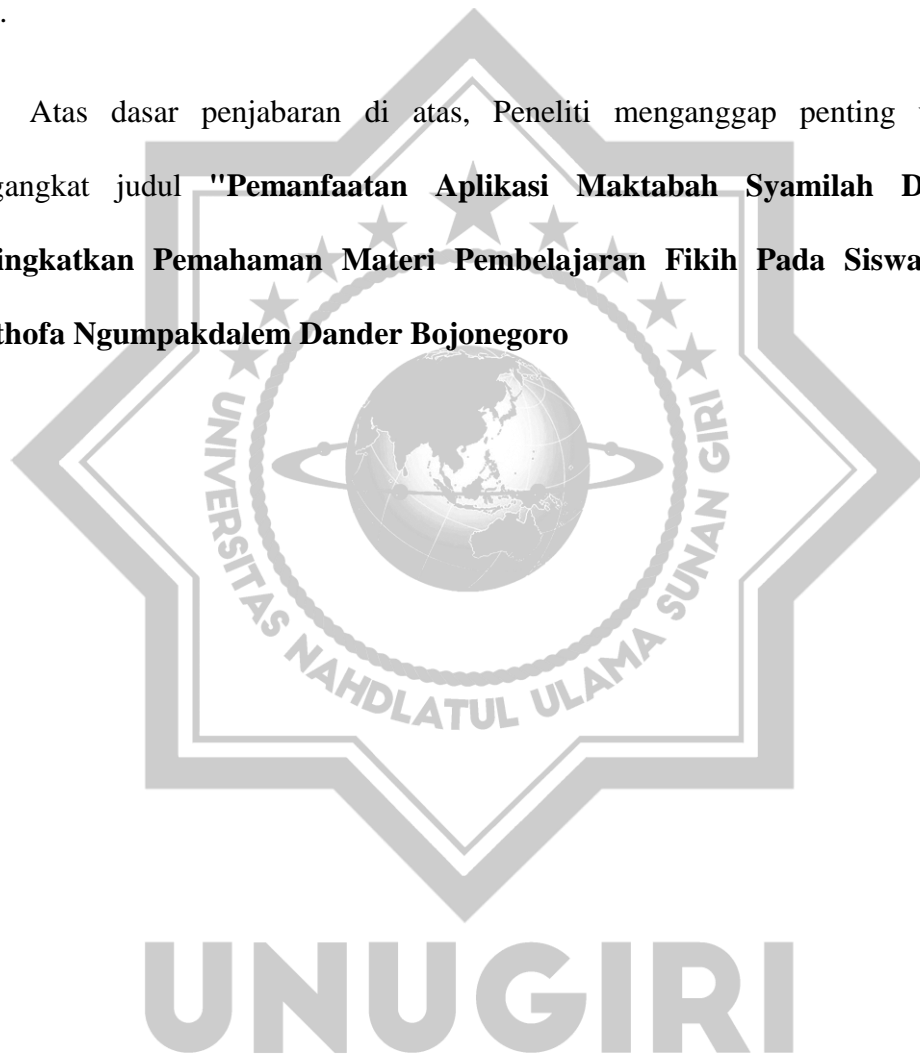 .
Atas dasar penjabaran di atas, Peneliti menganggap penting
gangkat judul "Pemanfaatan Aplikasi Maktabah Syamilah D
ingkatkan Pemahaman Materi Pembelajaran Fikih Pada Siswa
thofa Ngumpakdalem Dander Bojonegoro
UNIVERSITAS NAHDLATUL ULAMA SUNAN GIRI
UNUGIRI